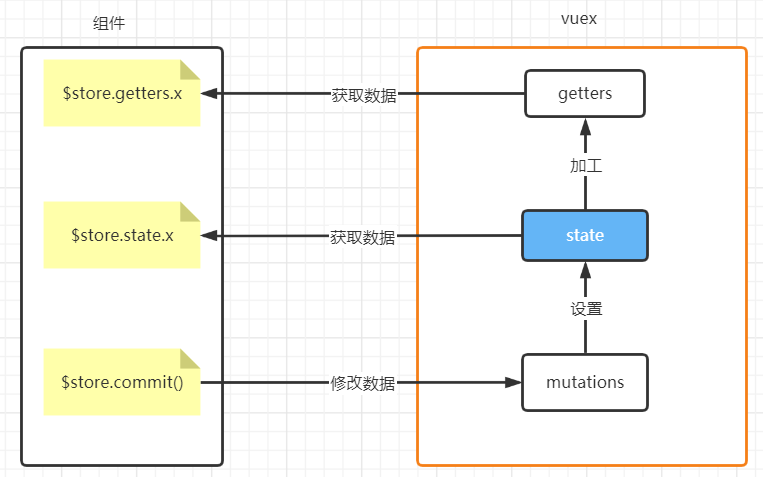 组件
vuex
$store.getters.x
获取数据
getters
加工
$store.state.x
获取数据
state
设置
$store.commit()
修改数据
mutations